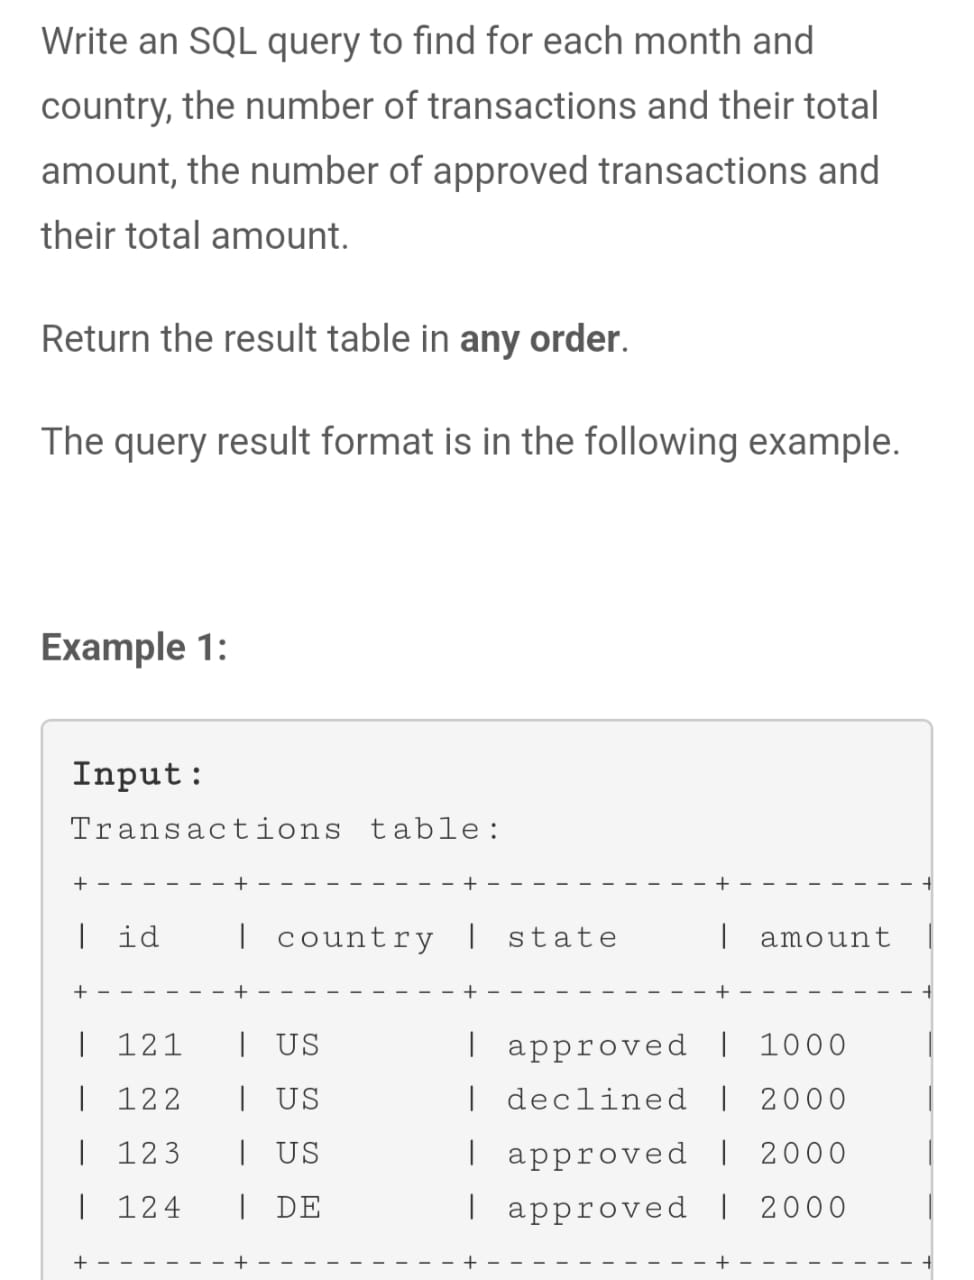 Write an SQL query to find for each month and
country, the number of transactions and their total
amount, the number of approved transactions and
their total amount.
Return the result table in any order.
The query result format is in the following example.
Example 1:
Input:
Transactions table:
+------+---------+----------+--------+
| id   | country | state    | amount |
+------+---------+----------+--------+
| 121  | US      | approved | 1000   |
| 122  | US      | declined | 2000   |
| 123  | US      | approved | 2000   |
| 124  | DE      | approved | 2000   |
+------+---------+----------+--------+